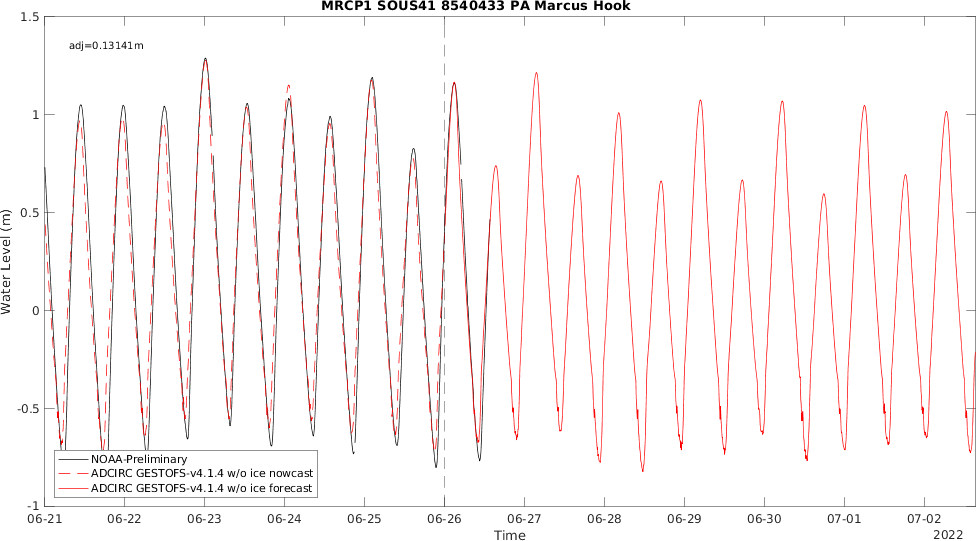 MRCP1 SOUS41 8540433 PA Marcus Hook
1.5
adj=0.13141m
1
0.5
Water Level (m)
0
-0.5
NOAA-Preliminary
ADCIRC GESTOFS-v4.1.4 w/o ice nowcast
ADCIRC GESTOFS-v4.1.4 w/o ice forecast
-1
06-21 06-22 06-23 06-24 06-25 06-26 06-27 06-28 06-29 06-30 07-01 07-02
Time
2022